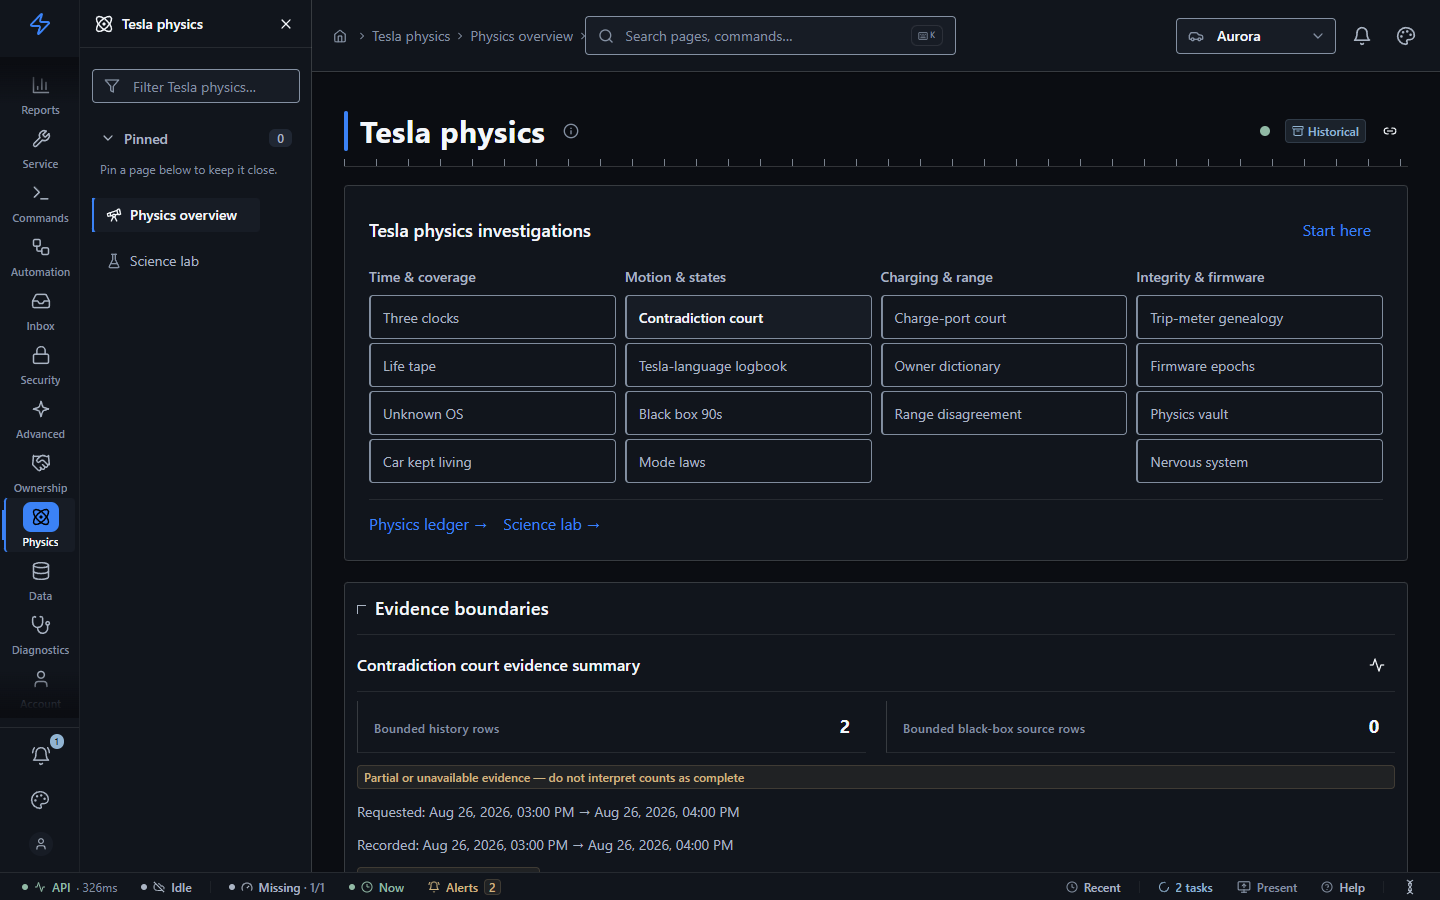 Tesla physics
Tesla physics
Physics overview
Search pages, commands...
K
Aurora
Reports
Service
Commands
Automation
Inbox
Security
Advanced
Ownership
Physics
Data
Diagnostics
Account
1
Filter Tesla physics...
Pinned
0
Pin a page below to keep it close.
Physics overview
Science lab
Tesla physics
Historical
Tesla physics investigations
Start here
Time & coverage
Three clocks
Life tape
Unknown OS
Car kept living
Motion & states
Contradiction court
Tesla-language logbook
Black box 90s
Mode laws
Charging & range
Charge-port court
Owner dictionary
Range disagreement
Integrity & firmware
Trip-meter genealogy
Firmware epochs
Physics vault
Nervous system
Physics ledger →
Science lab →
Evidence boundaries
Contradiction court evidence summary
Bounded history rows
2
Bounded black-box source rows
0
Partial or unavailable evidence — do not interpret counts as complete
Requested: Aug 26, 2026, 03:00 PM → Aug 26, 2026, 04:00 PM
Recorded: Aug 26, 2026, 03:00 PM → Aug 26, 2026, 04:00 PM
API · 326ms
Idle
Missing · 1/1
Now
Alerts 2
Recent
2 tasks
Present
Help